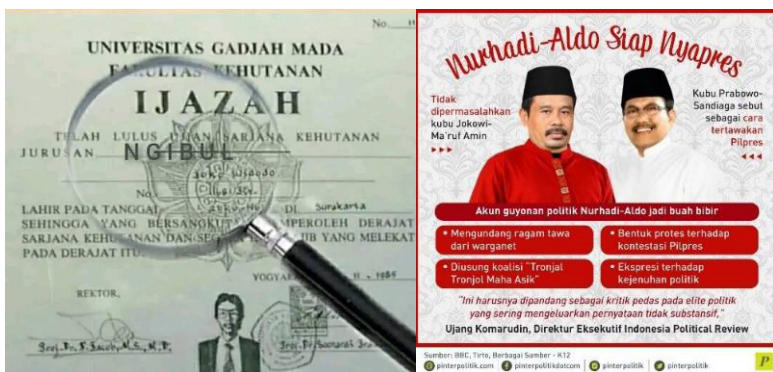 No.
UNIVERSITAS GADJAH MADA
FAKULTAS KEHUTANAN
IJAZAH
TELAH LULUS UJIAN SARJANA KEHUTANAN
JURUSAN NGIBUL
No.
LAHIR PADA TANGGAL DI Surakarta
SEHINGGA YANG BERSANGKUTAN MEMPEROLEH DERAJAT
SARJANA KEHUTANAN DAN SEGALA YANG MELEKAT
PADA DERAJAT ITU.
1985
REKTOR,
Nurhadi-Aldo Siap Nyapres
Tidak
dipermasalahkan
kubu Jokowi-
Ma'ruf Amin
Kubu Prabowo-
Sandiaga sebut
sebagai cara
tertawakan
Pilpres
Akun guyonan politik Nurhadi-Aldo jadi buah bibir
• Mengundang ragam tawa
dari warganet
• Bentuk protes terhadap
kontestasi Pilpres
• Diusung koalisi "Tronjal
Tronjol Maha Asik"
• Ekspresi terhadap
kejenuhan politik
"Ini harusnya dipandang sebagai kritik pedas pada elite politik
yang sering mengeluarkan pernyataan tidak substansif,"
Ujang Komarudin, Direktur Eksekutif Indonesia Political Review
Sumber: BBC, Tirto, Berbagai Sumber - K12
pinterpolitik.com pinterpolitikdotcom pinterpolitik pinterpolitik
P